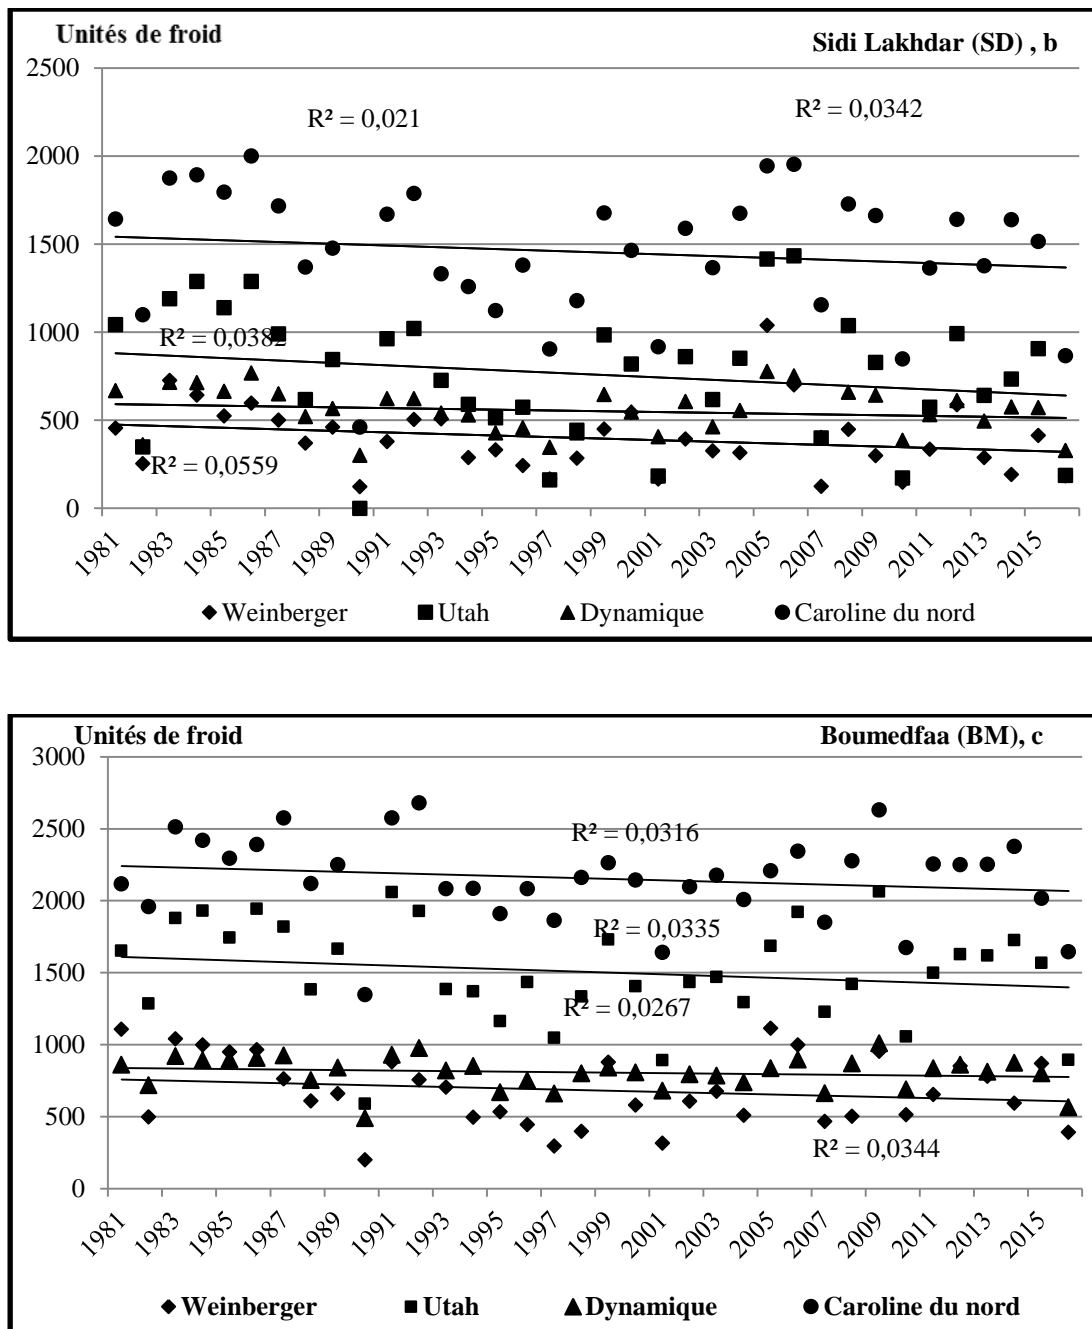 Unités de froid
Sidi Lakhdar (SD) , b
2500
2000
1500
1000
500
0
R² = 0,021
R² = 0,0342
R² = 0,0382
R² = 0,0559
1981 1983 1985 1987 1989 1991 1993 1995 1997 1999 2001 2003 2005 2007 2009 2011 2013 2015
Weinberger Utah Dynamique Caroline du nord
Unités de froid
Boumedfaa (BM), c
3000
2500
2000
1500
1000
500
0
R² = 0,0316
R² = 0,0335
R² = 0,0267
R² = 0,0344
1981 1983 1985 1987 1989 1991 1993 1995 1997 1999 2001 2003 2005 2007 2009 2011 2013 2015
Weinberger Utah Dynamique Caroline du nord